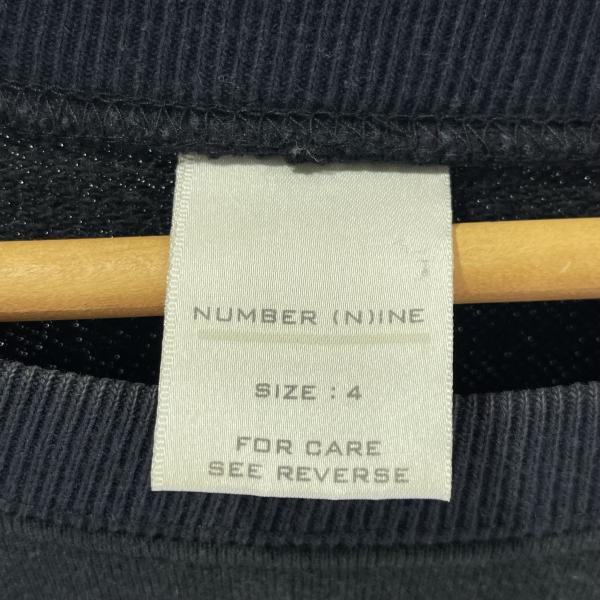 NUMBER (N)INE
SIZE : 4
FOR CARE
SEE REVERSE